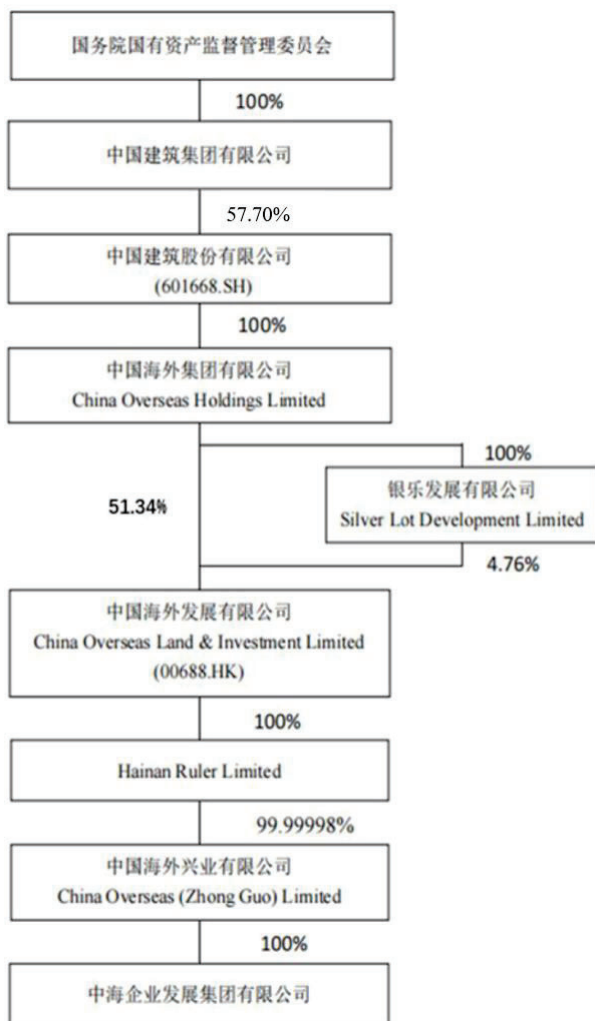 国务院国有资产监督管理委员会
100%
中国建筑集团有限公司
57.70%
中国建筑股份有限公司
(601668.SH)
100%
中国海外集团有限公司
China Overseas Holdings Limited
100%
银乐发展有限公司
Silver Lot Development Limited
51.34%
4.76%
中国海外发展有限公司
China Overseas Land & Investment Limited
(00688.HK)
100%
Hainan Ruler Limited
99.99998%
中国海外兴业有限公司
China Overseas (Zhong Guo) Limited
100%
中海企业发展集团有限公司